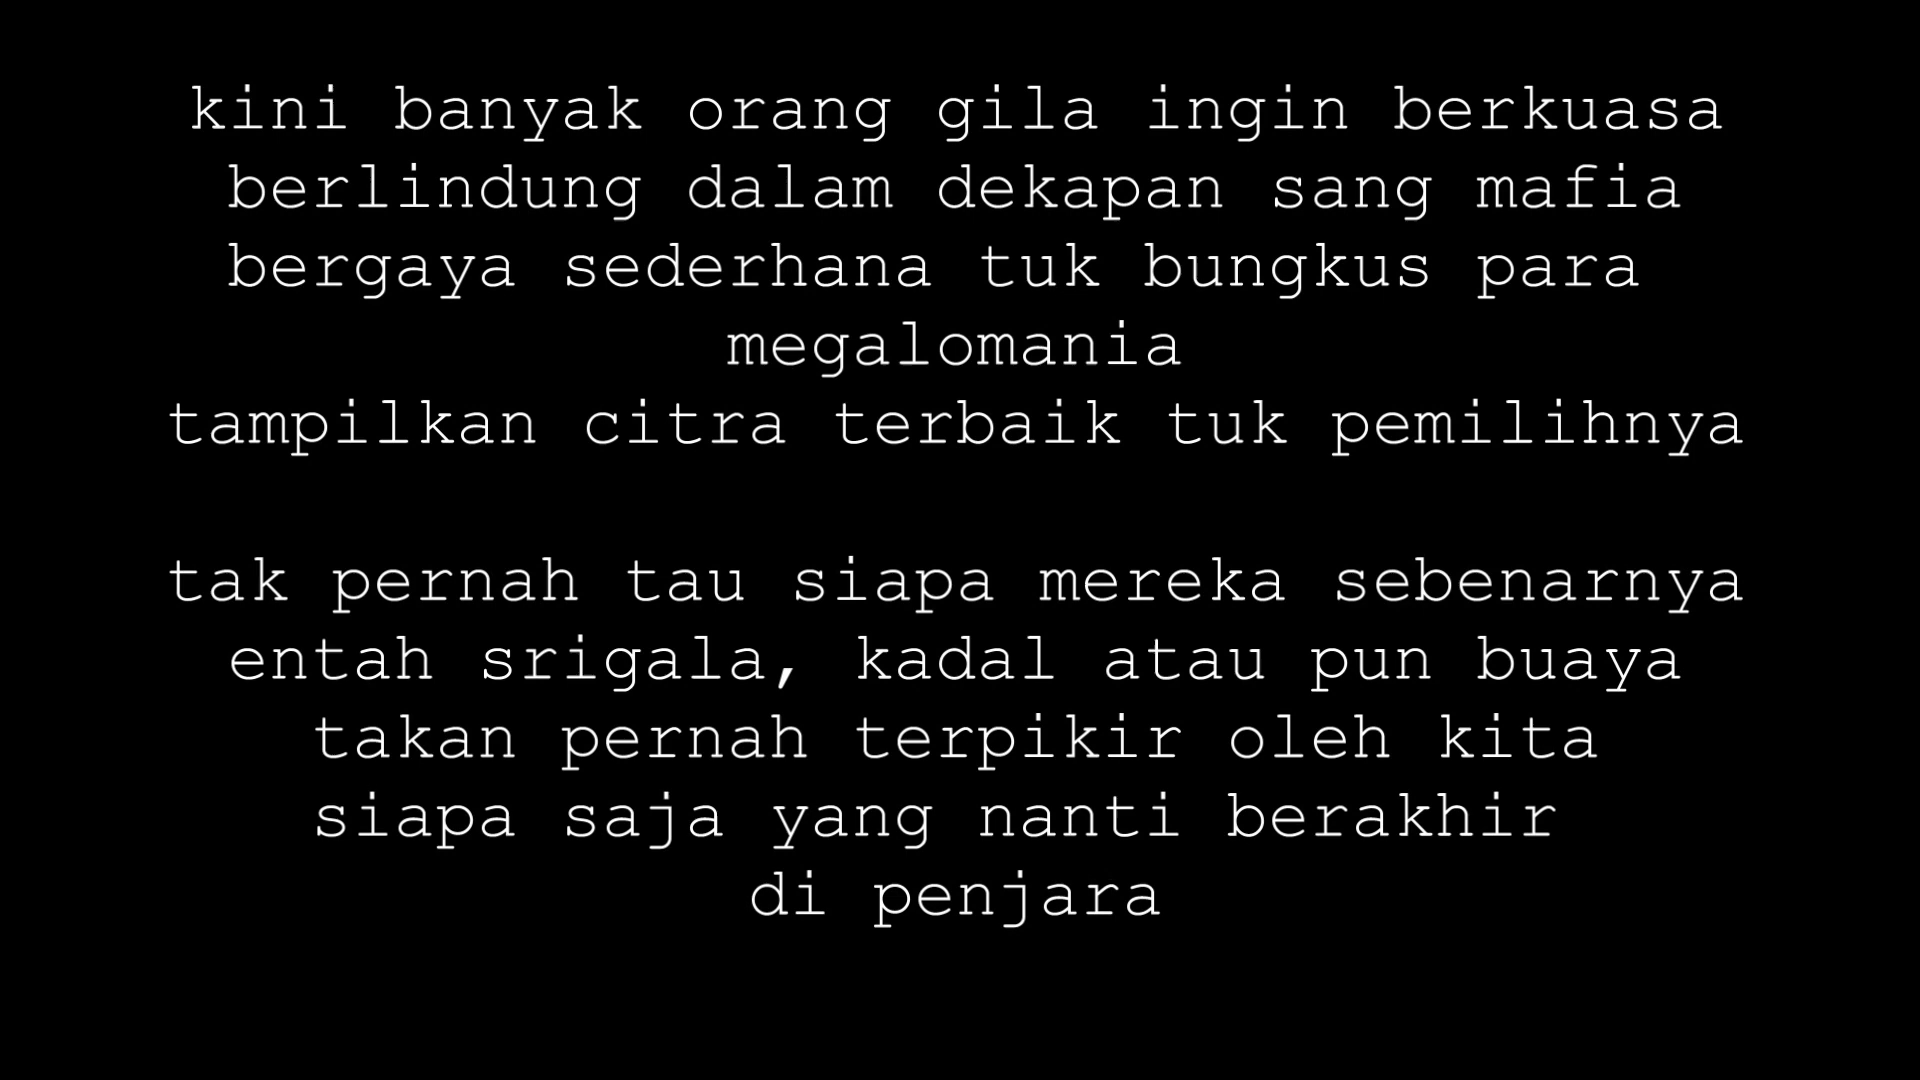 kini banyak orang gila ingin berkuasa
berlindung dalam dekapan sang mafia
bergaya sederhana tuk bungkus para
megalomania
tampilkan citra terbaik tuk pemilihnya
tak pernah tau siapa mereka sebenarnya
entah srigala, kadal atau pun buaya
takan pernah terpikir oleh kita
siapa saja yang nanti berakhir
di penjara